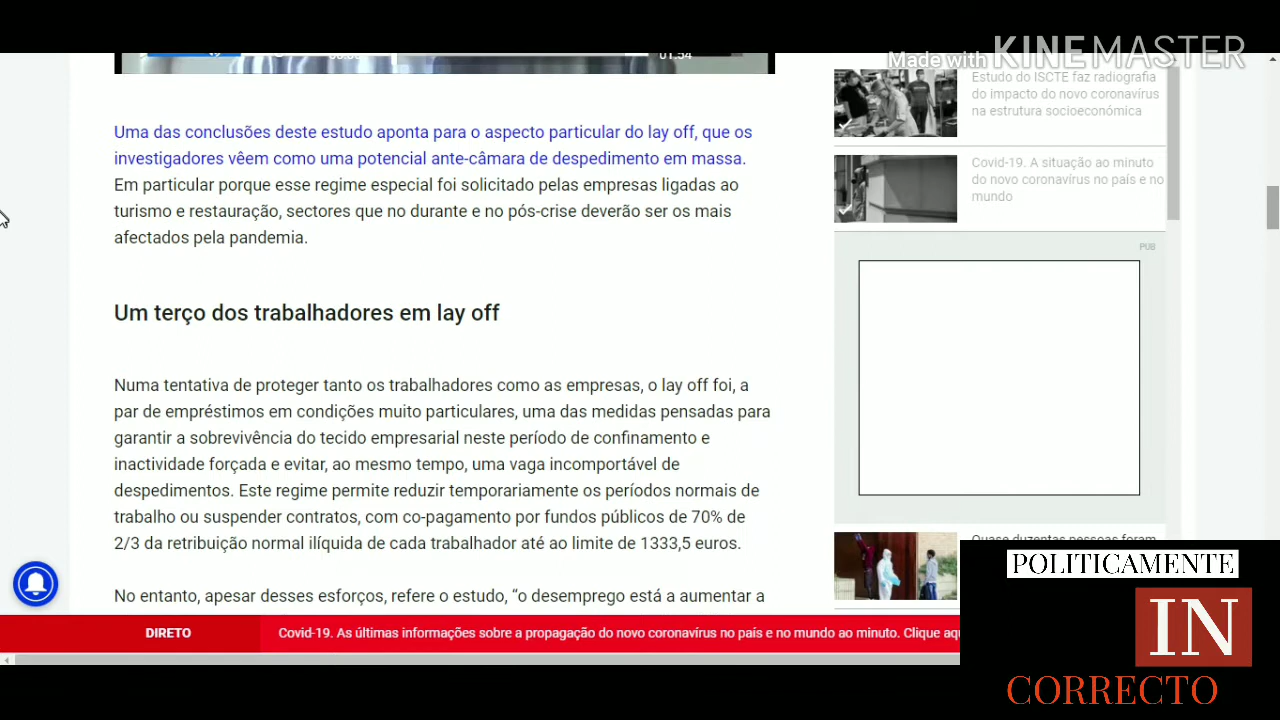 Made with KINEMASTER
01:54
Estudo do ISCTE faz radiografia
do impacto do novo coronavírus
na estrutura socioeconómica
Uma das conclusões deste estudo aponta para o aspecto particular do lay off, que os
investigadores vêem como uma potencial ante-câmara de despedimento em massa.
Em particular porque esse regime especial foi solicitado pelas empresas ligadas ao
turismo e restauração, sectores que no durante e no pós-crise deverão ser os mais
afectados pela pandemia.
Covid-19. A situação ao minuto
do novo coronavírus no país e no
mundo
PUB
Um terço dos trabalhadores em lay off
Numa tentativa de proteger tanto os trabalhadores como as empresas, o lay off foi, a
par de empréstimos em condições muito particulares, uma das medidas pensadas para
garantir a sobrevivência do tecido empresarial neste período de confinamento e
inactividade forçada e evitar, ao mesmo tempo, uma vaga incomportável de
despedimentos. Este regime permite reduzir temporariamente os períodos normais de
trabalho ou suspender contratos, com co-pagamento por fundos públicos de 70% de
2/3 da retribuição normal ilíquida de cada trabalhador até ao limite de 1333,5 euros.
No entanto, apesar desses esforços, refere o estudo, “o desemprego está a aumentar a
Quase duzentas pessoas foram
DIRETO
Covid-19. As últimas informações sobre a propagação do novo coronavírus no país e no mundo ao minuto. Clique aqu
POLITICAMENTE
IN
CORRECTO